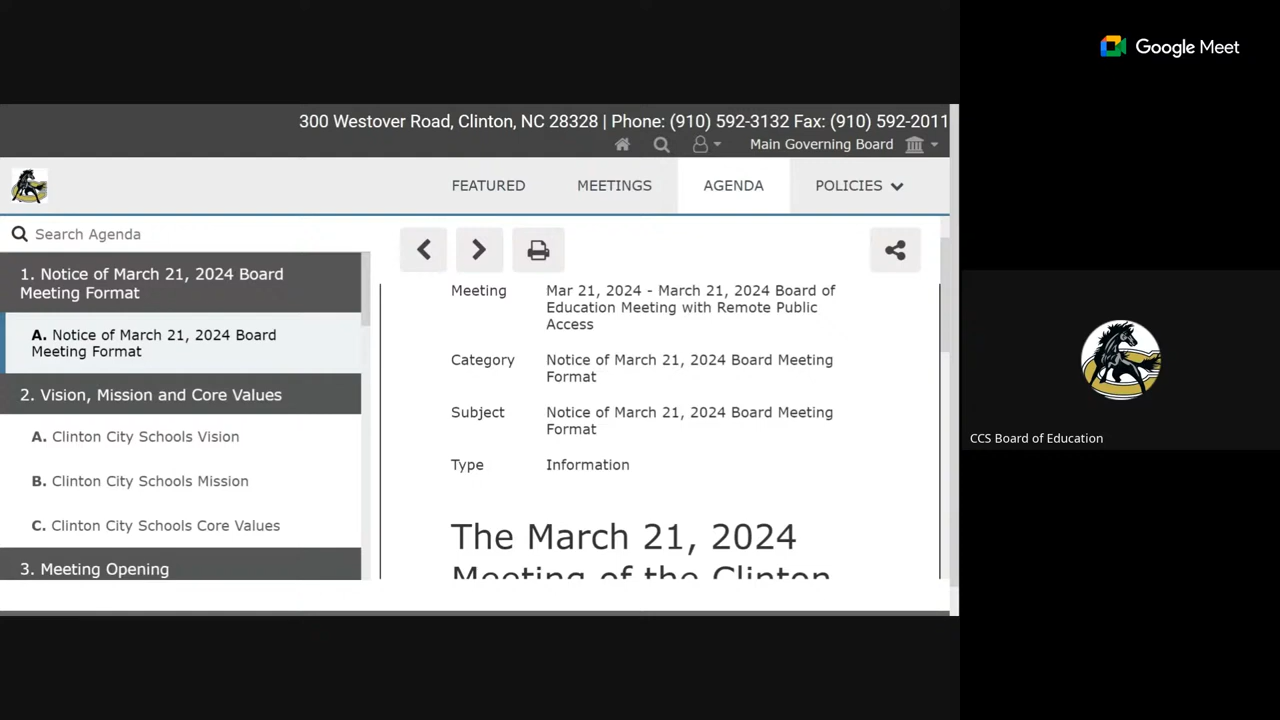 Google Meet
300 Westover Road, Clinton, NC 28328 | Phone: (910) 592-3132 Fax: (910) 592-2011
Main Governing Board
FEATURED
MEETINGS
AGENDA
POLICIES
Search Agenda
1. Notice of March 21, 2024 Board
Meeting Format
A. Notice of March 21, 2024 Board
Meeting Format
2. Vision, Mission and Core Values
A. Clinton City Schools Vision
B. Clinton City Schools Mission
C. Clinton City Schools Core Values
3. Meeting Opening
Meeting
Mar 21, 2024 - March 21, 2024 Board of
Education Meeting with Remote Public
Access
Category
Notice of March 21, 2024 Board Meeting
Format
Subject
Notice of March 21, 2024 Board Meeting
Format
Type
Information
The March 21, 2024
Meeting of the Clinton
CCS Board of Education